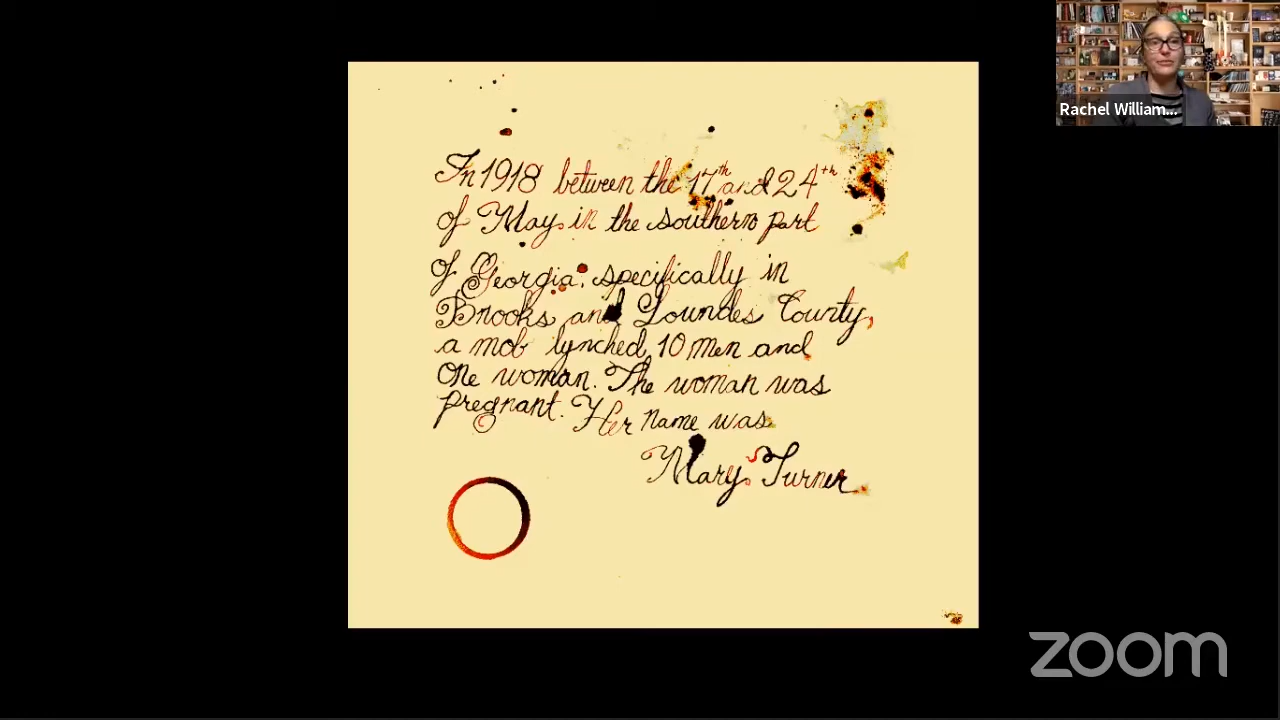 Rachel William...
In 1918 between the 17th and 24th
of May in the southern part
of Georgia, specifically in
Brooks and Lowndes County,
a mob lynched 10 men and
one woman. The woman was
pregnant. Her name was
Mary Turner
zoom